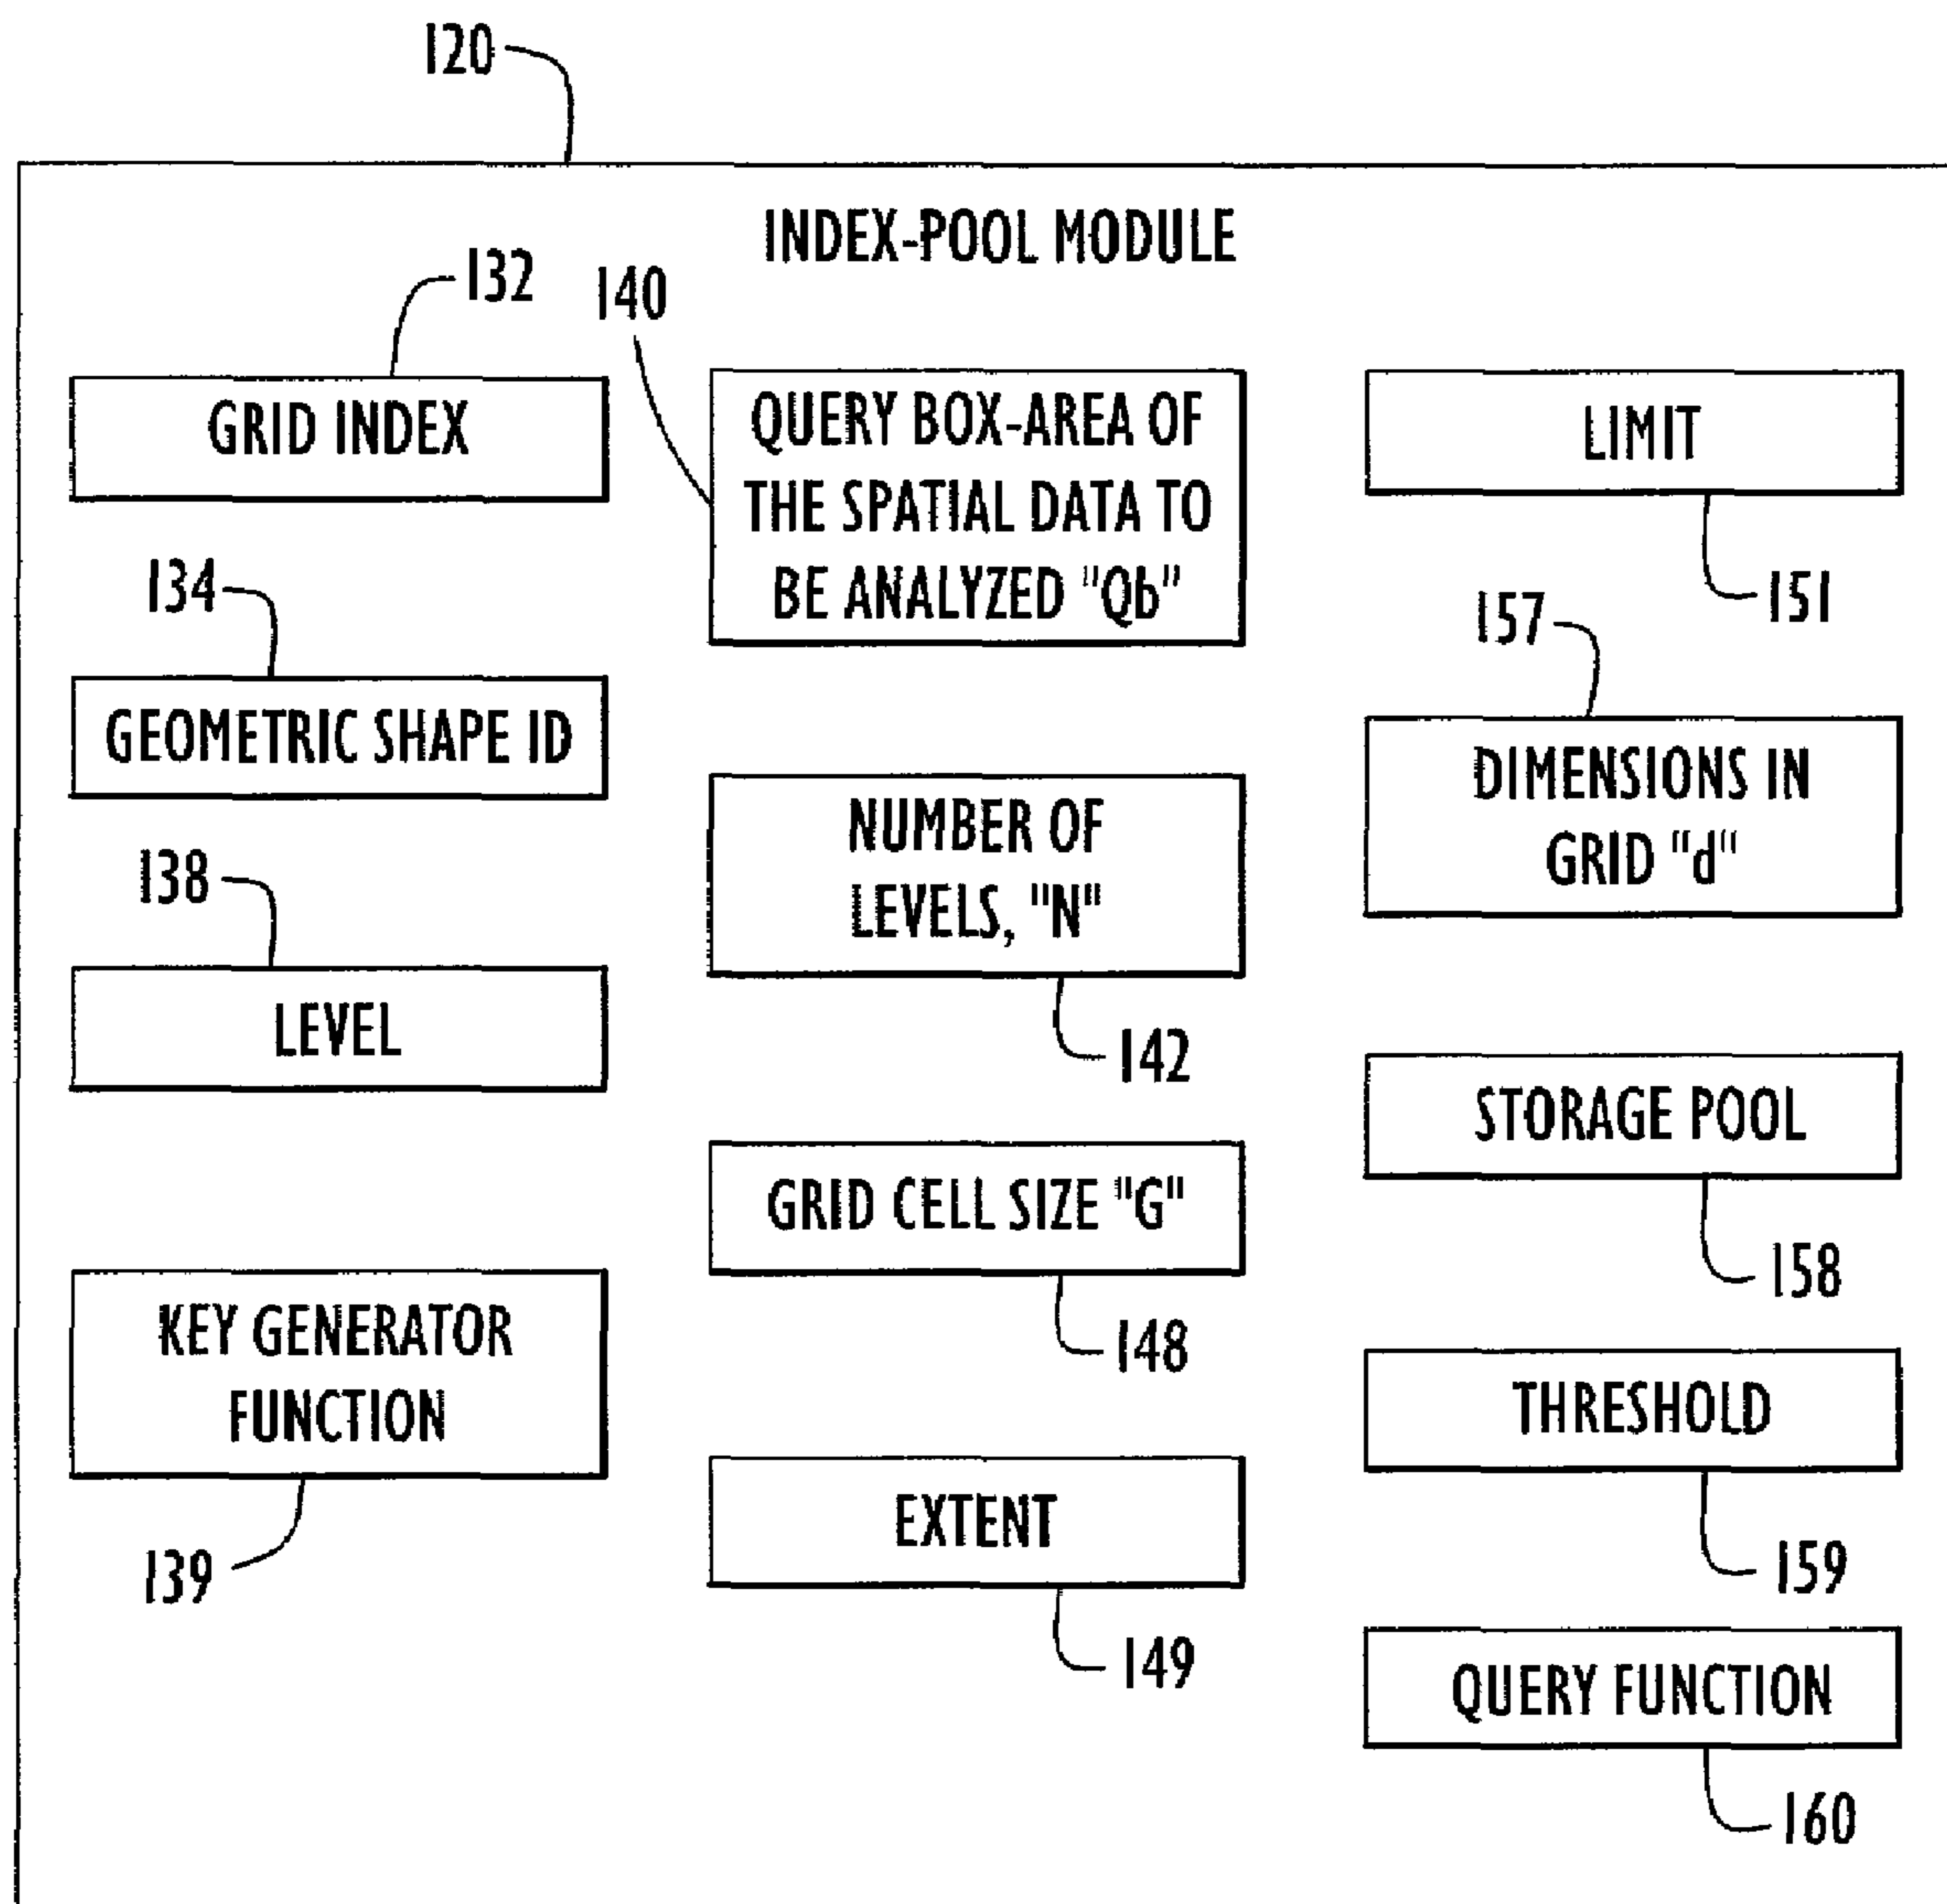 120
INDEX-POOL MODULE
132
GRID INDEX
134
GEOMETRIC SHAPE ID
138
LEVEL
KEY GENERATOR
FUNCTION
139
140
QUERY BOX-AREA OF
THE SPATIAL DATA TO
BE ANALYZED "Qb"
NUMBER OF
LEVELS, "N"
142
GRID CELL SIZE "G"
148
EXTENT
149
LIMIT
151
157
DIMENSIONS IN
GRID "d"
STORAGE POOL
158
THRESHOLD
159
QUERY FUNCTION
160